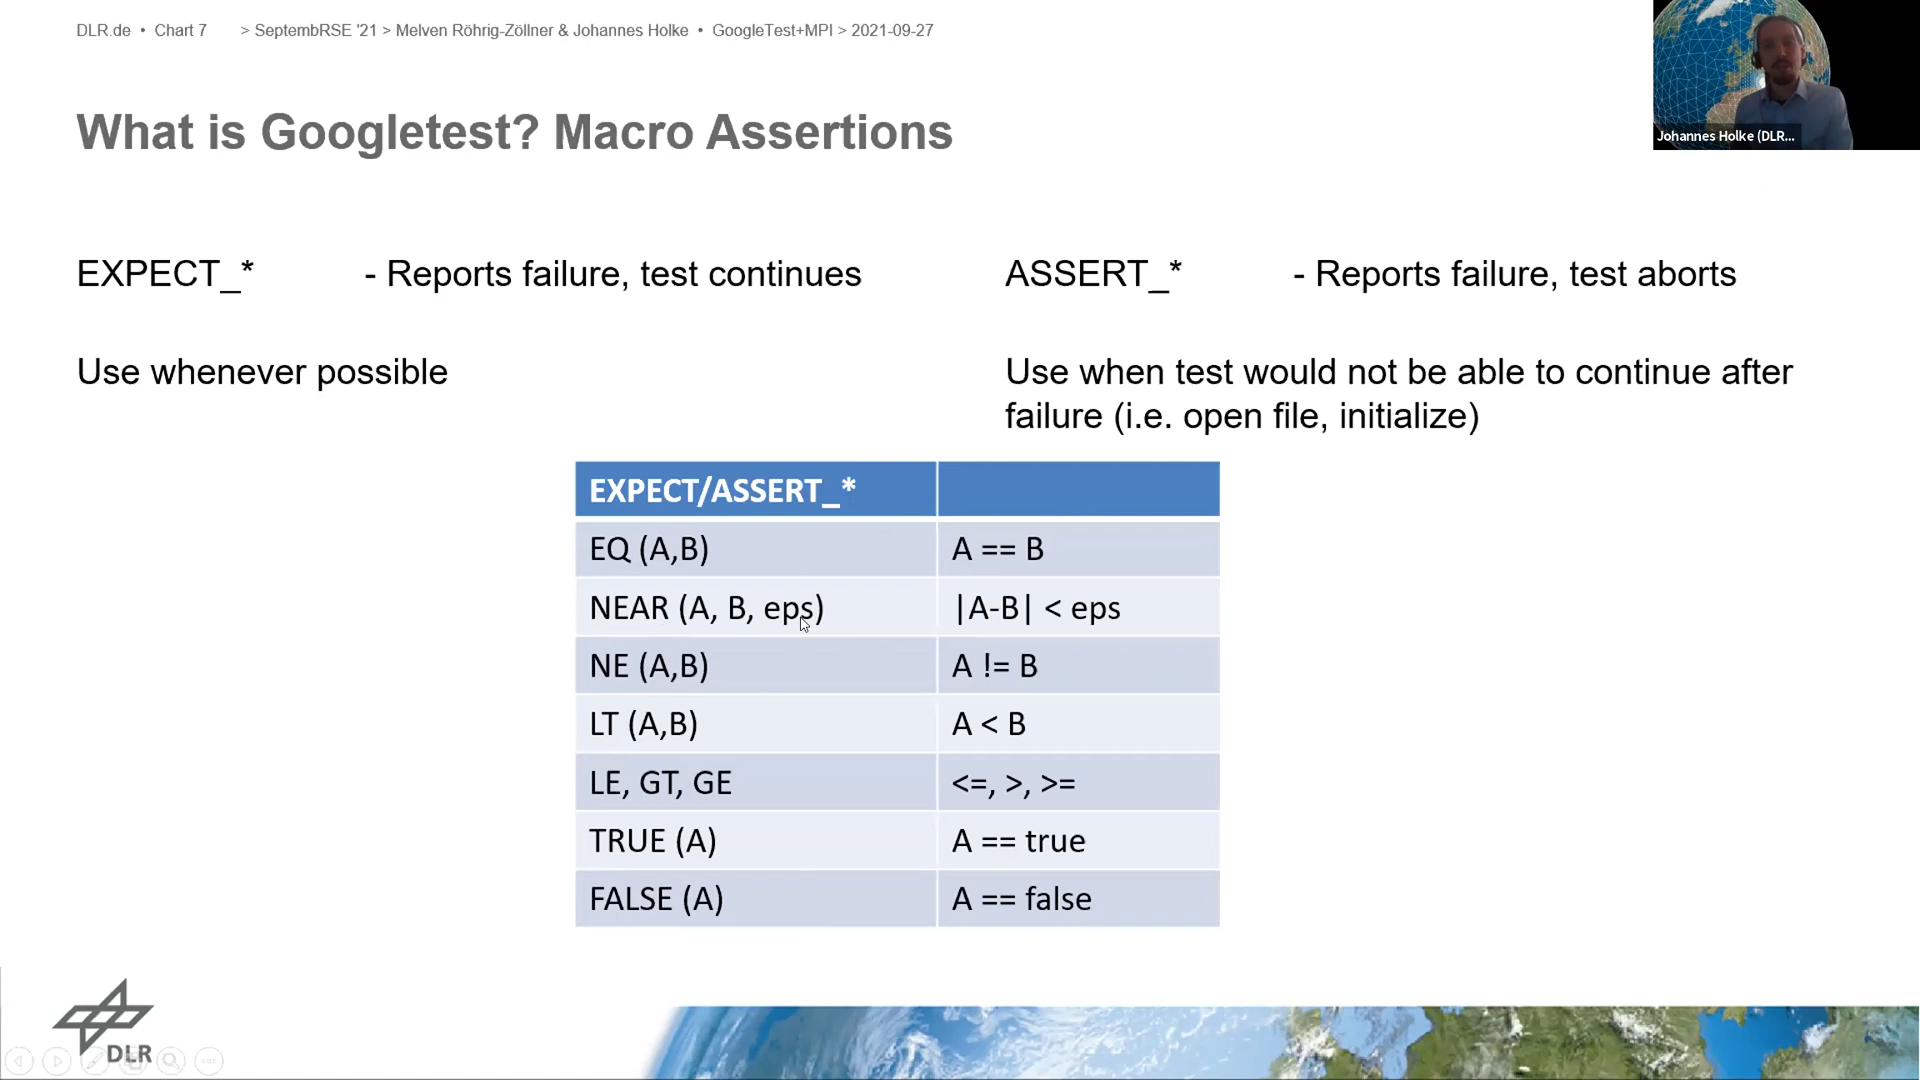 DLR.de • Chart 7 > SeptembRSE '21 > Melven Röhrig-Zöllner & Johannes Holke • GoogleTest+MPI > 2021-09-27
Johannes Holke (DLR...
What is Googletest? Macro Assertions
EXPECT_* - Reports failure, test continues
Use whenever possible
ASSERT_* - Reports failure, test aborts
Use when test would not be able to continue after
failure (i.e. open file, initialize)
EXPECT/ASSERT_*
EQ (A,B) A == B
NEAR (A, B, eps) |A-B| < eps
NE (A,B) A != B
LT (A,B) A < B
LE, GT, GE <=, >, >=
TRUE (A) A == true
FALSE (A) A == false
DLR